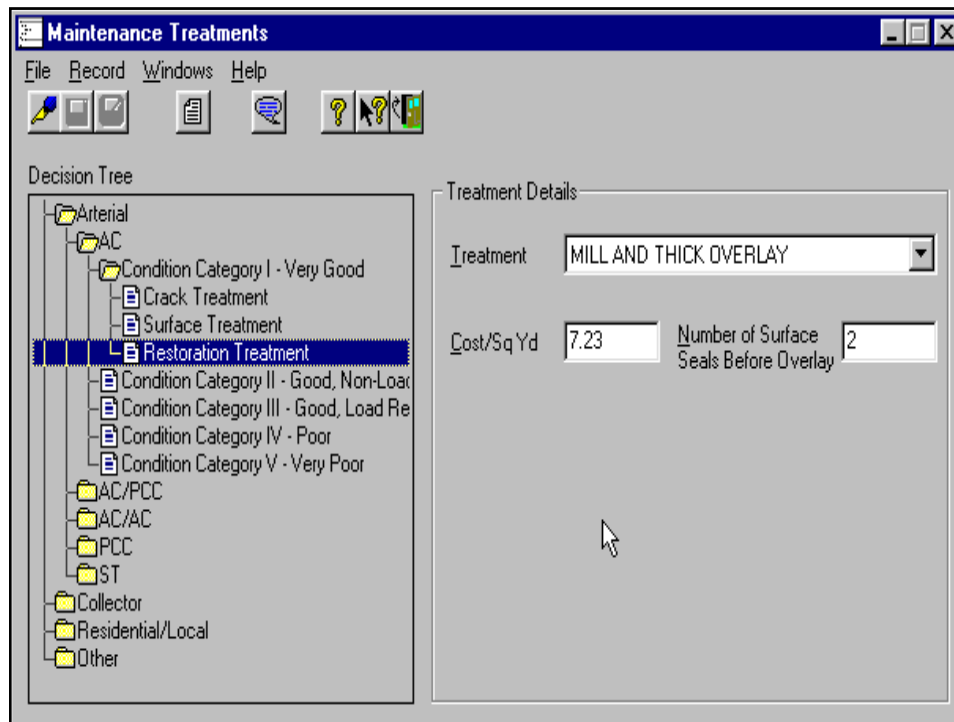 Maintenance Treatments
File Record Windows Help
Decision Tree
Arterial
AC
Condition Category I - Very Good
Crack Treatment
Surface Treatment
Restoration Treatment
Condition Category II - Good, Non-Load
Condition Category III - Good, Load Re
Condition Category IV - Poor
Condition Category V - Very Poor
AC/PCC
AC/AC
PCC
ST
Collector
Residential/Local
Other
Treatment Details
Treatment MILL AND THICK OVERLAY
Cost/Sq Yd 7.23 Number of Surface Seals Before Overlay 2